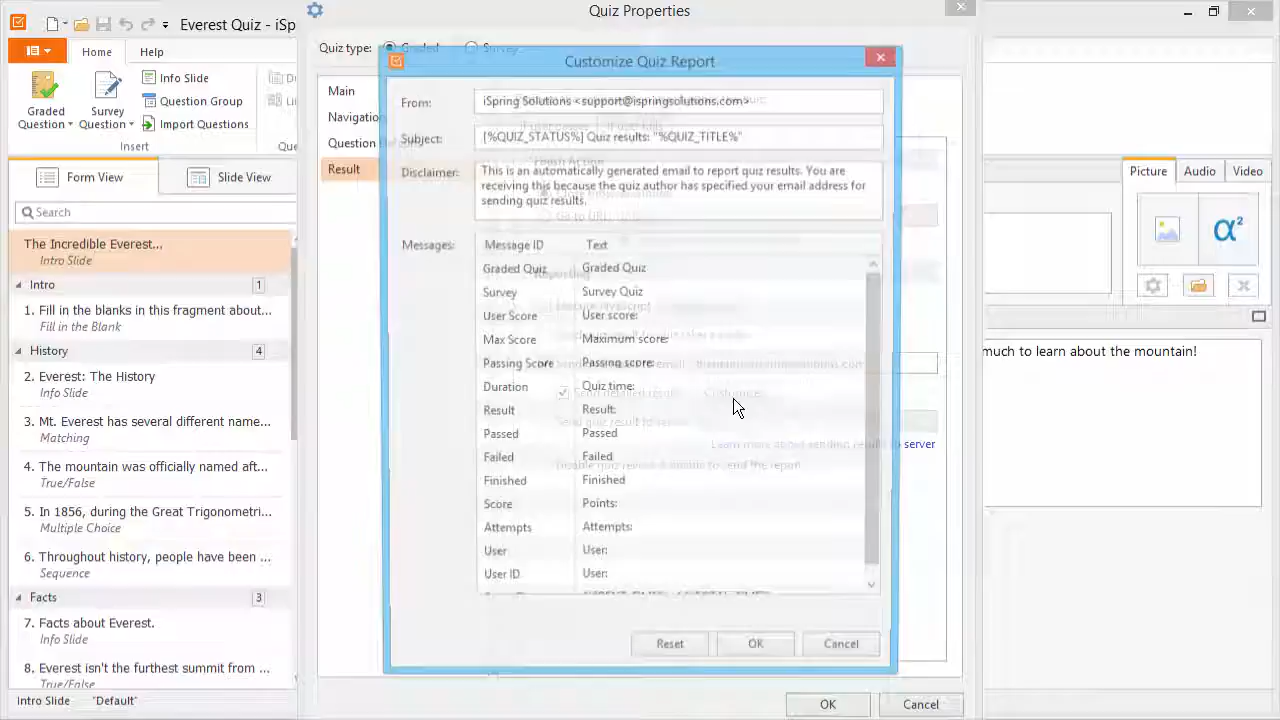 Everest Quiz - iSp
Quiz Properties
Home
Help
Graded
Question
Survey
Question
Info Slide
Question Group
Import Questions
Insert
Form View
Slide View
Search
The Incredible Everest...
Intro Slide
Intro
1
1. Fill in the blanks in this fragment about...
Fill in the Blank
History
4
2. Everest: The History
Info Slide
3. Mt. Everest has several different name...
Matching
4. The mountain was officially named aft...
True/False
5. In 1856, during the Great Trigonometri...
Multiple Choice
6. Throughout history, people have been ...
Sequence
Facts
3
7. Facts about Everest.
Info Slide
8. Everest isn't the furthest summit from ...
True/False
Intro Slide
"Default"
Quiz type:
Graded
Survey
Main
Navigation
Question
Result
Customize Quiz Report
From:
iSpring Solutions <support@ispringsolutions.com>
Subject:
[%QUIZ_STATUS%] Quiz results: "%QUIZ_TITLE%"
Disclaimer:
This is an automatically generated email to report quiz results. You are
receiving this because the quiz author has specified your email address for
sending quiz results.
Messages:
Message ID
Text
Graded Quiz
Graded Quiz
Survey
Survey Quiz
User Score
User score:
Max Score
Maximum score:
Passing Score
Passing score:
Duration
Quiz time:
Result
Result:
Passed
Passed
Failed
Failed
Finished
Finished
Score
Points:
Attempts
Attempts:
User
User:
User ID
User:
Reset
OK
Cancel
Learn more about sending results to server
OK
Cancel
Picture
Audio
Video
α²
much to learn about the mountain!